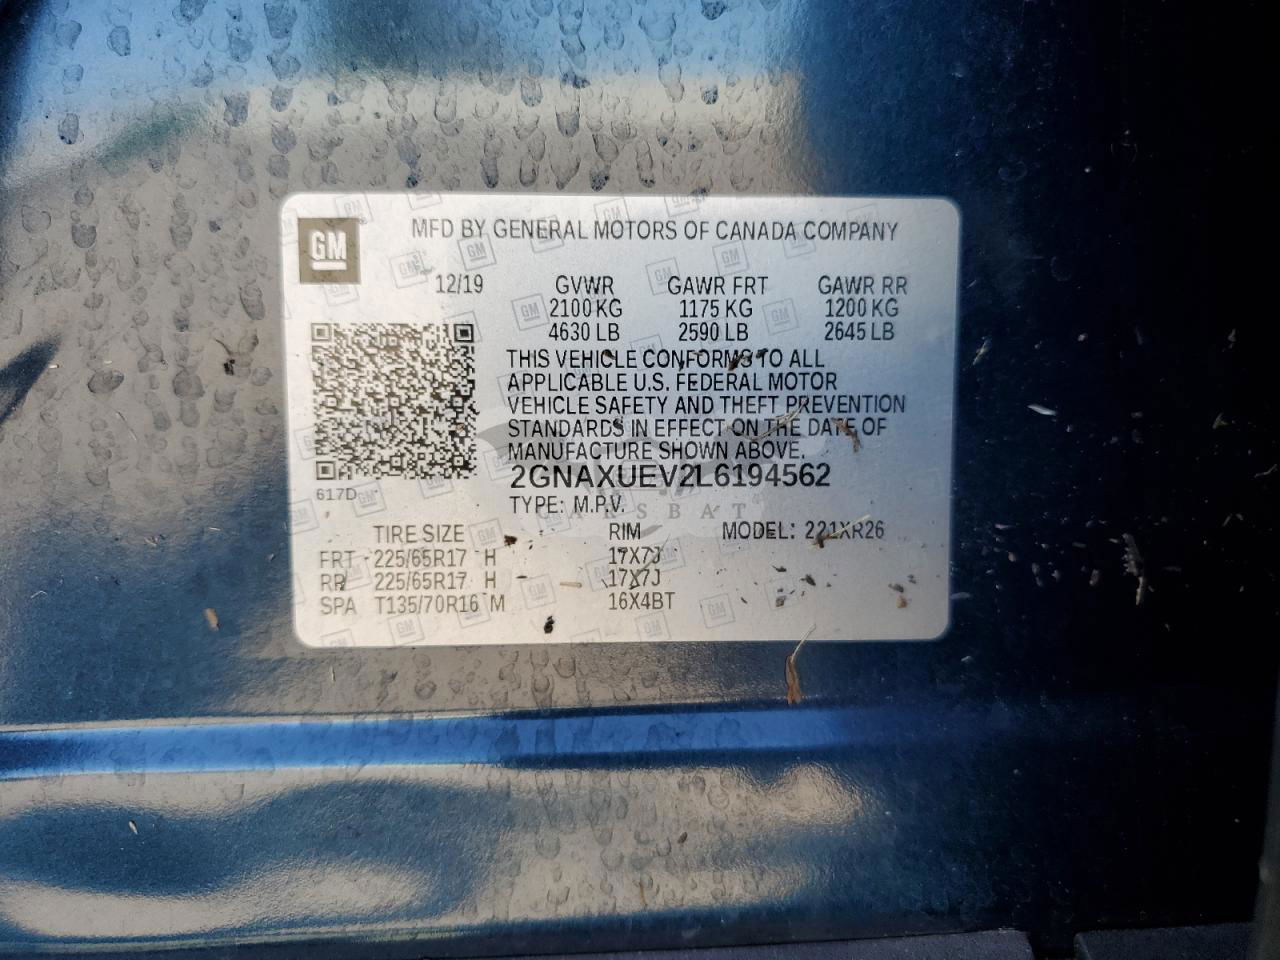 GM
MFD BY GENERAL MOTORS OF CANADA COMPANY
12/19 GVWR GAWR FRT GAWR RR
2100 KG 1175 KG 1200 KG
4630 LB 2590 LB 2645 LB
THIS VEHICLE CONFORMS TO ALL
APPLICABLE U.S. FEDERAL MOTOR
VEHICLE SAFETY AND THEFT PREVENTION
STANDARDS IN EFFECT ON THE DATE OF
MANUFACTURE SHOWN ABOVE.
2GNAXUEV2L6194562
617D
TYPE: M.P.V.
TIRE SIZE RIM MODEL: 221XR26
FRT 225/65R17 H 17X7J
RR 225/65R17 H 17X7J
SPA T135/70R16 M 16X4BT